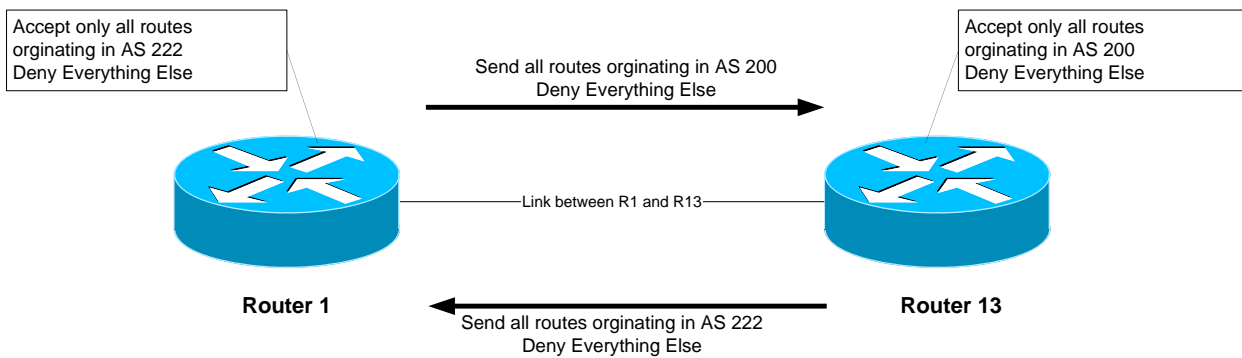 Accept only all routes
orginating in AS 222
Deny Everything Else
Accept only all routes
orginating in AS 200
Deny Everything Else
Send all routes orginating in AS 200
Deny Everything Else
Link between R1 and R13
Router 1
Router 13
Send all routes orginating in AS 222
Deny Everything Else